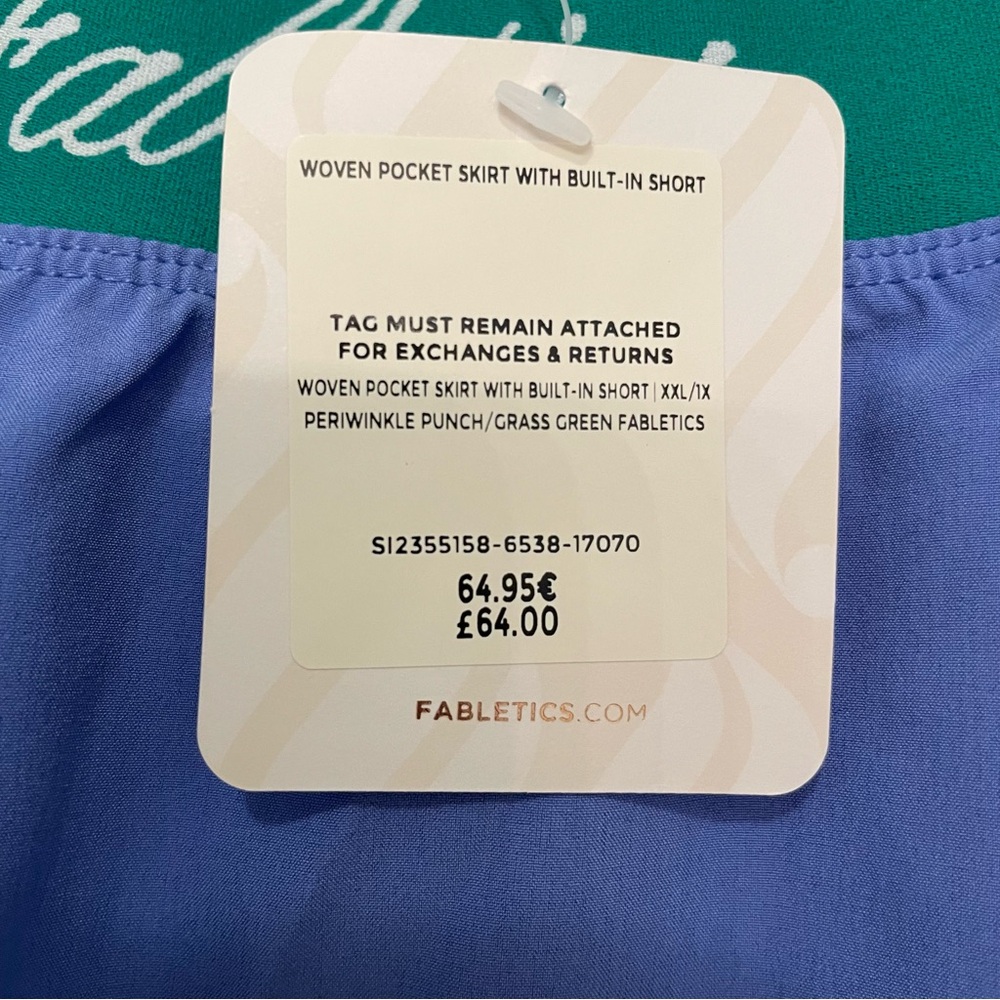 WOVEN POCKET SKIRT WITH BUILT-IN SHORT
TAG MUST REMAIN ATTACHED
FOR EXCHANGES & RETURNS
WOVEN POCKET SKIRT WITH BUILT-IN SHORT | XXL/1X
PERIWINKLE PUNCH/GRASS GREEN FABLETICS
SI2355158-6538-17070
64.95€
£64.00
FABLETICS.COM